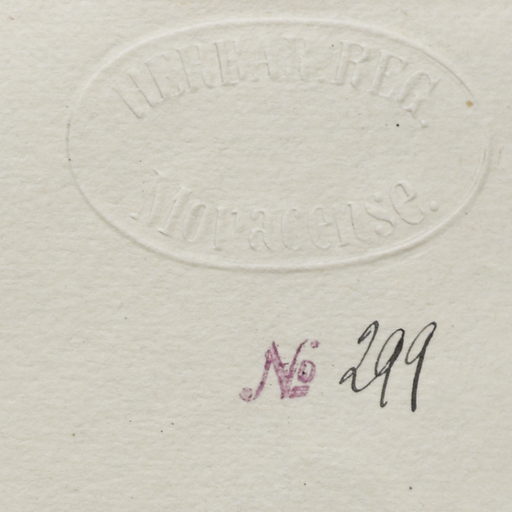 HERBAR. REG.
Monacense.
No 299